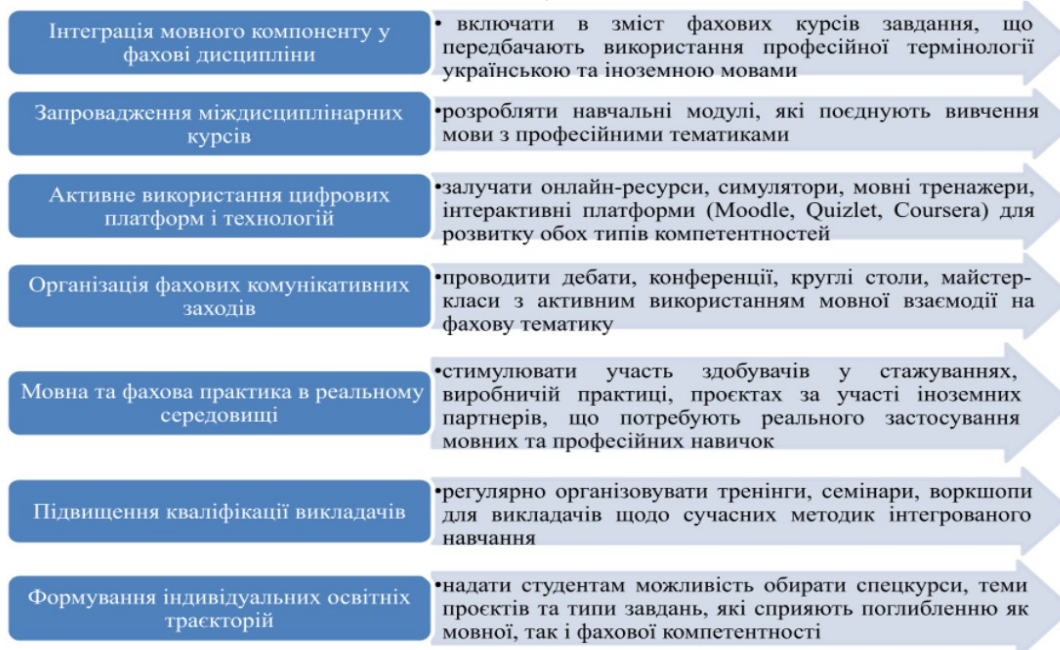 Інтеграція мовного компоненту у
фахові дисципліни
• включати в зміст фахових курсів завдання, що
передбачають використання професійної термінології
українською та іноземною мовами
Запровадження міждисциплінарних
курсів
•розробляти навчальні модулі, які поєднують вивчення
мови з професійними тематиками
Активне використання цифрових
платформ і технологій
•залучати онлайн-ресурси, симулятори, мовні тренажери,
інтерактивні платформи (Moodle, Quizlet, Coursera) для
розвитку обох типів компетентностей
Організація фахових комунікативних
заходів
•проводити дебати, конференції, круглі столи, майстер-
класи з активним використанням мовної взаємодії на
фахову тематику
Мовна та фахова практика в реальному
середовищі
•стимулювати участь здобувачів у стажуваннях,
виробничій практиці, проєктах за участі іноземних
партнерів, що потребують реального застосування
мовних та професійних навичок
Підвищення кваліфікації викладачів
•регулярно організовувати тренінги, семінари, воркшопи
для викладачів щодо сучасних методик інтегрованого
навчання
Формування індивідуальних освітніх
траєкторій
•надати студентам можливість обирати спецкурси, теми
проєктів та типи завдань, які сприяють поглибленню як
мовної, так і фахової компетентності